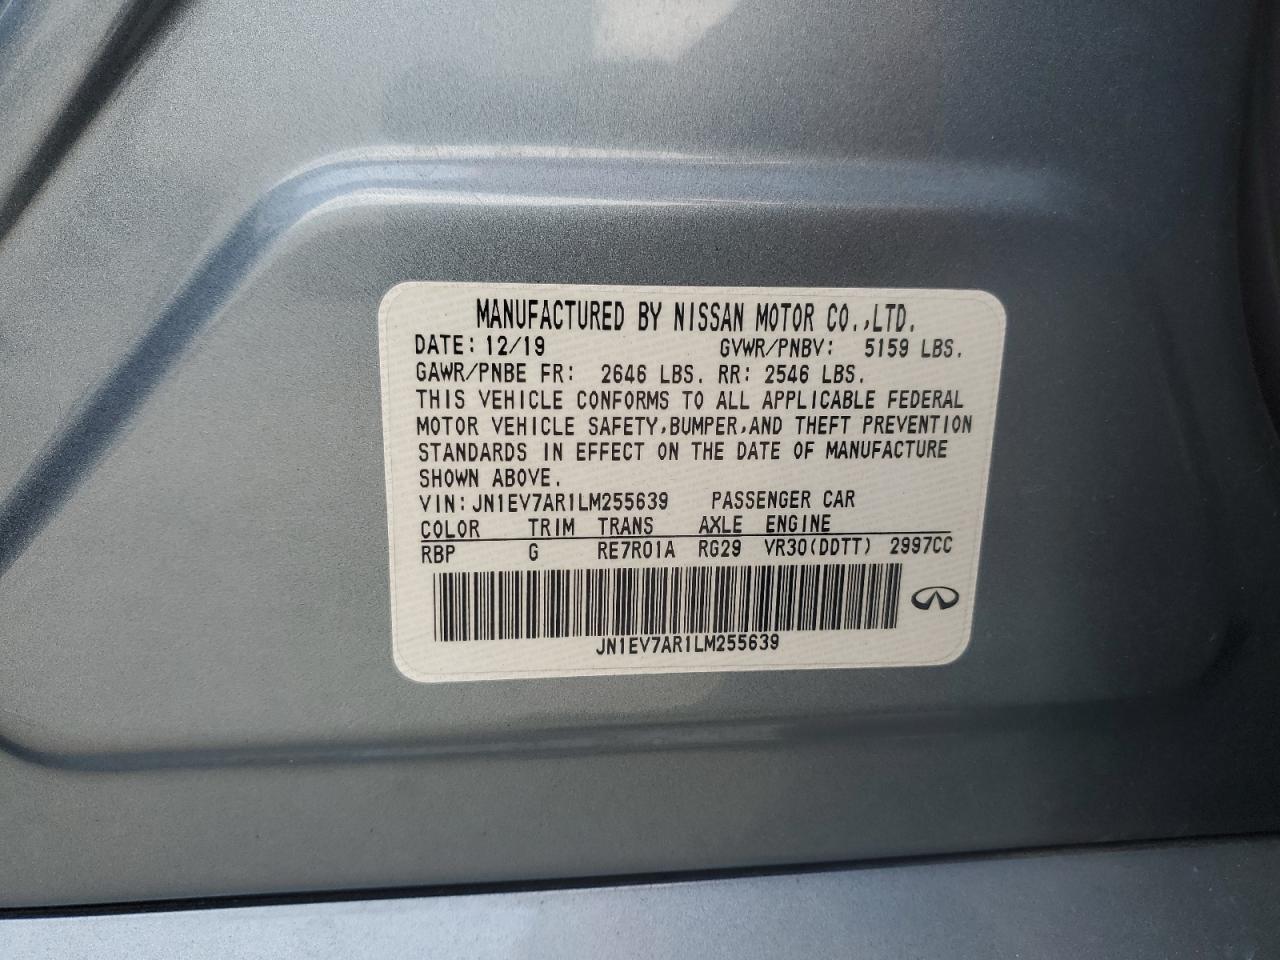 MANUFACTURED BY NISSAN MOTOR CO.,LTD.
DATE: 12/19 GVWR/PNBV: 5159 LBS.
GAWR/PNBE FR: 2646 LBS. RR: 2546 LBS.
THIS VEHICLE CONFORMS TO ALL APPLICABLE FEDERAL
MOTOR VEHICLE SAFETY,BUMPER,AND THEFT PREVENTION
STANDARDS IN EFFECT ON THE DATE OF MANUFACTURE
SHOWN ABOVE.
VIN:JN1EV7AR1LM255639 PASSENGER CAR
COLOR TRIM TRANS AXLE ENGINE
RBP G RE7R01A RG29 VR30(DDTT) 2997CC
JN1EV7AR1LM255639